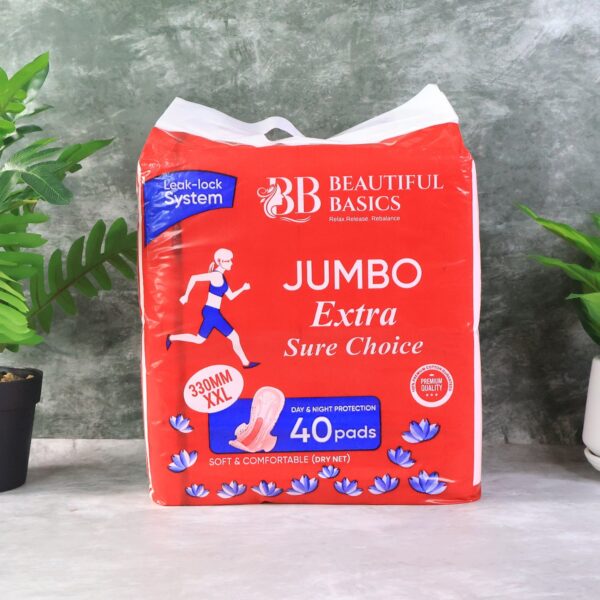 Leak-lock
System
BB
BEAUTIFUL
BASICS
Relax. Release. Rebalance
JUMBO
Extra
Sure Choice
330MM
XXL
PREMIUM
QUALITY
DAY & NIGHT PROTECTION
40 pads
SOFT & COMFORTABLE (DRY NET)